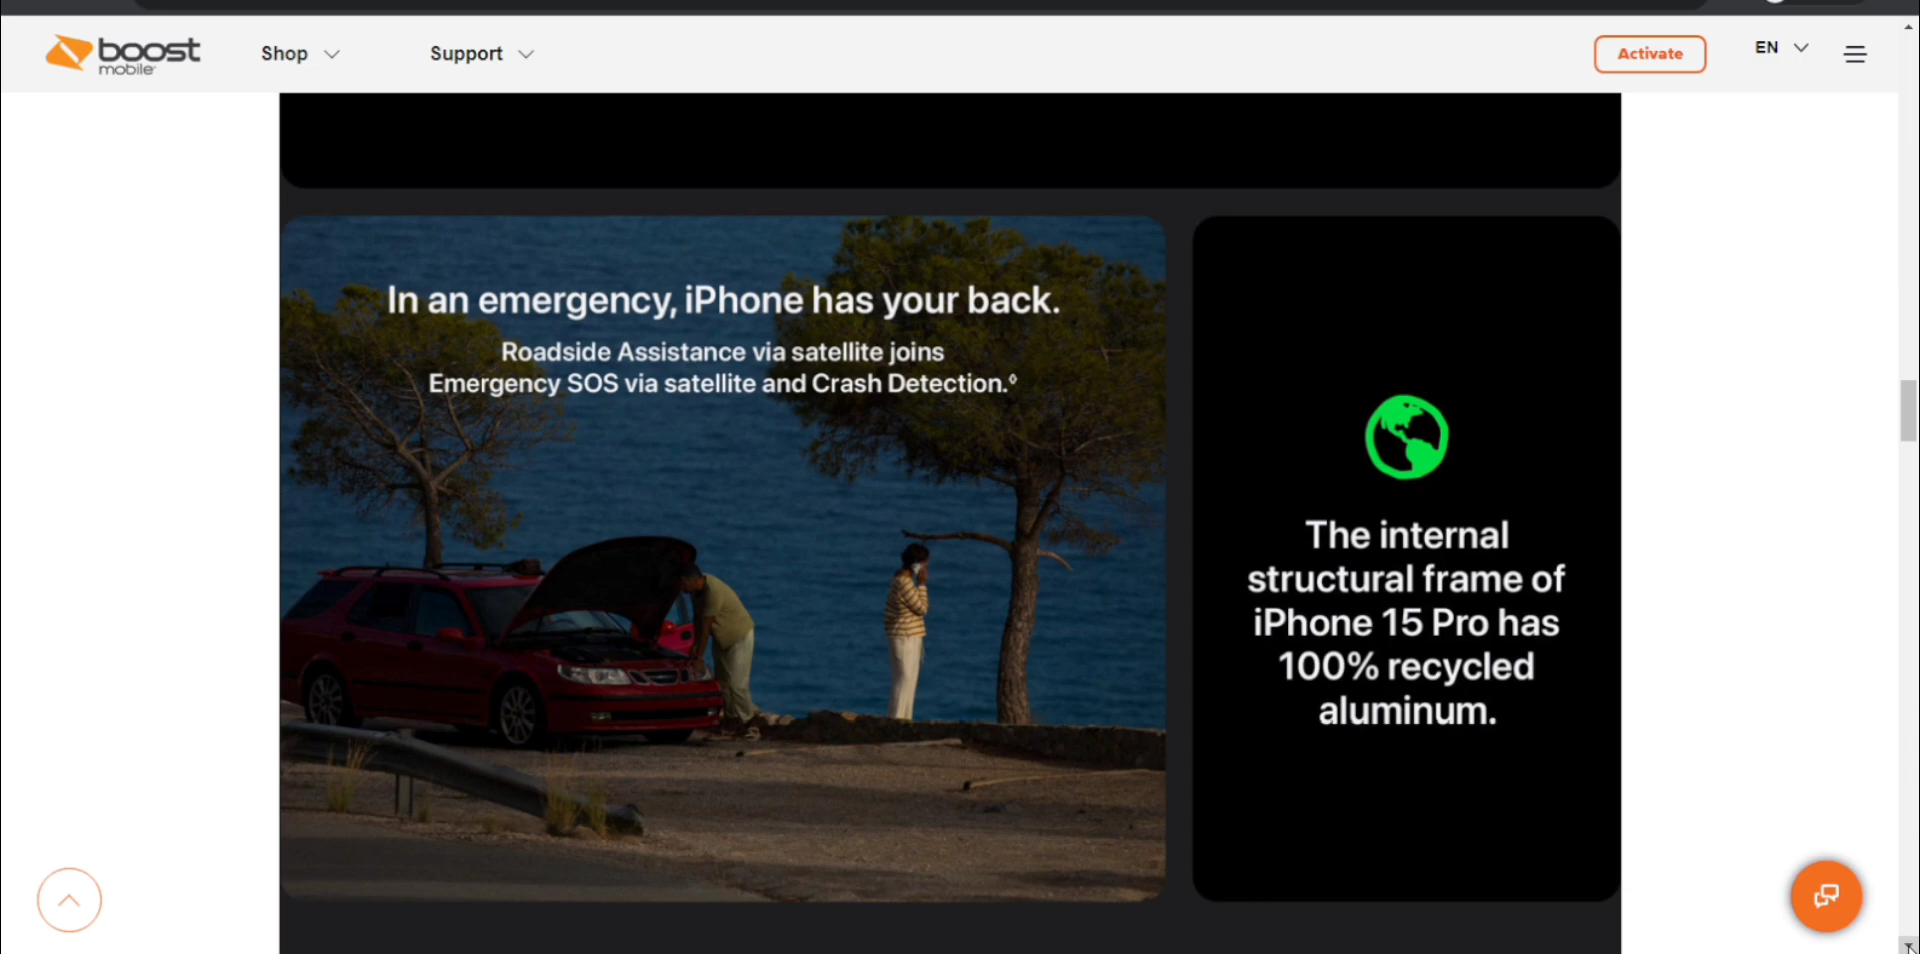 boost
mobile
Shop
Support
Activate
EN
In an emergency, iPhone has your back.
Roadside Assistance via satellite joins
Emergency SOS via satellite and Crash Detection.◊
The internal
structural frame of
iPhone 15 Pro has
100% recycled
aluminum.